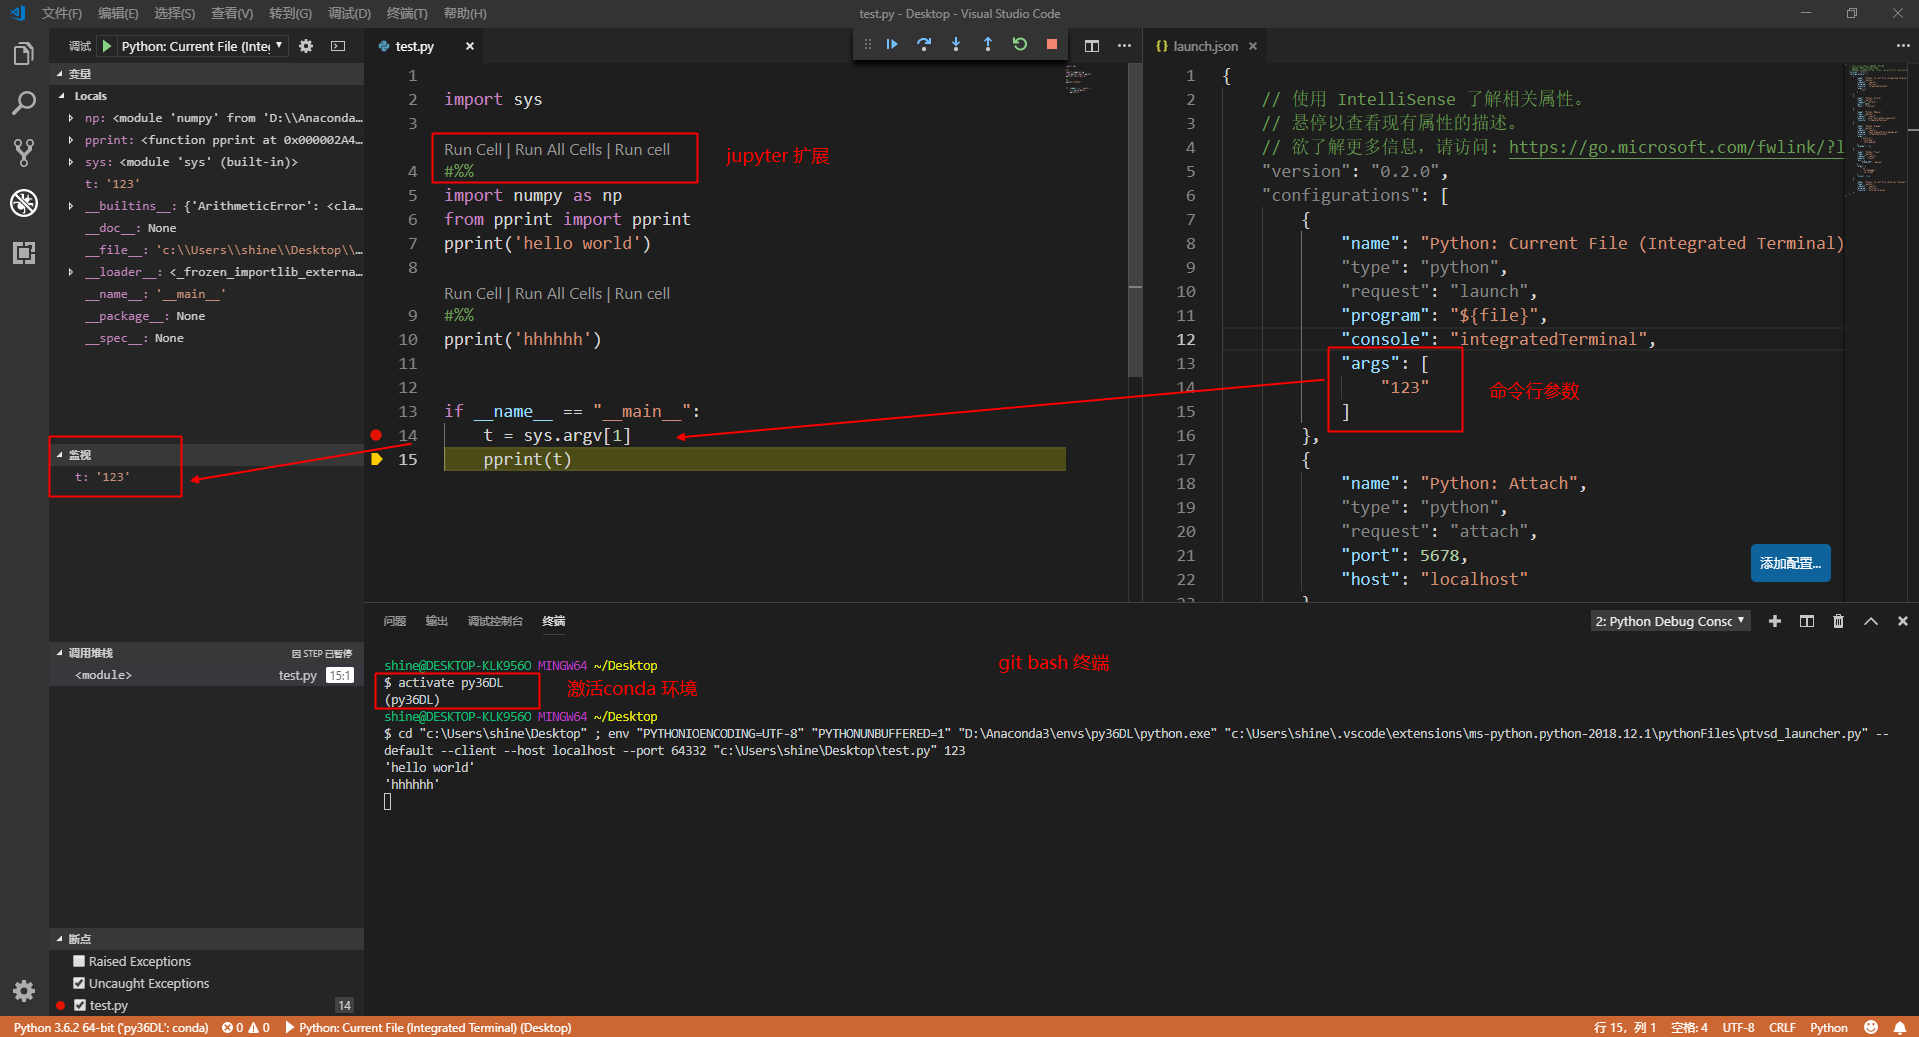 文件(F) 编辑(E) 选择(S) 查看(V) 转到(G) 调试(D) 终端(T) 帮助(H)
test.py - Desktop - Visual Studio Code
调试 Python: Current File (Inte
变量
Locals
np: <module 'numpy' from 'D:\\Anaconda...
pprint: <function pprint at 0x000002A4...
sys: <module 'sys' (built-in)>
t: '123'
__builtins__: {'ArithmeticError': <cla...
__doc__: None
__file__: 'c:\\Users\\shine\\Desktop\\...
__loader__: <_frozen_importlib_externa...
__name__: '__main__'
__package__: None
__spec__: None
监视
t: '123'
调用堆栈 因 STEP 已暂停
<module> test.py 15:1
断点
Raised Exceptions
Uncaught Exceptions
test.py 14
test.py
1
2 import sys
3
Run Cell | Run All Cells | Run cell
4 #%%
5 import numpy as np
6 from pprint import pprint
7 pprint('hello world')
8
Run Cell | Run All Cells | Run cell
9 #%%
10 pprint('hhhhhh')
11
12
13 if __name__ == "__main__":
14 t = sys.argv[1]
15 pprint(t)
jupyter 扩展
{} launch.json
1 {
2 // 使用 IntelliSense 了解相关属性。
3 // 悬停以查看现有属性的描述。
4 // 欲了解更多信息，请访问: https://go.microsoft.com/fwlink/?l
5 "version": "0.2.0",
6 "configurations": [
7 {
8 "name": "Python: Current File (Integrated Terminal)
9 "type": "python",
10 "request": "launch",
11 "program": "${file}",
12 "console": "integratedTerminal",
13 "args": [
14 "123"
15 ]
16 },
17 {
18 "name": "Python: Attach",
19 "type": "python",
20 "request": "attach",
21 "port": 5678,
22 "host": "localhost"
23 }
命令行参数
添加配置...
问题 输出 调试控制台 终端
2: Python Debug Consc
shine@DESKTOP-KLK956O MINGW64 ~/Desktop
$ activate py36DL
(py36DL)
git bash 终端
激活conda 环境
shine@DESKTOP-KLK956O MINGW64 ~/Desktop
$ cd "c:\Users\shine\Desktop" ; env "PYTHONIOENCODING=UTF-8" "PYTHONUNBUFFERED=1" "D:\Anaconda3\envs\py36DL\python.exe" "c:\Users\shine\.vscode\extensions\ms-python.python-2018.12.1\pythonFiles\ptvsd_launcher.py" --
default --client --host localhost --port 64332 "c:\Users\shine\Desktop\test.py" 123
'hello world'
'hhhhhh'
Python 3.6.2 64-bit ('py36DL': conda) 0 0 Python: Current File (Integrated Terminal) (Desktop)
行 15，列 1 空格: 4 UTF-8 CRLF Python